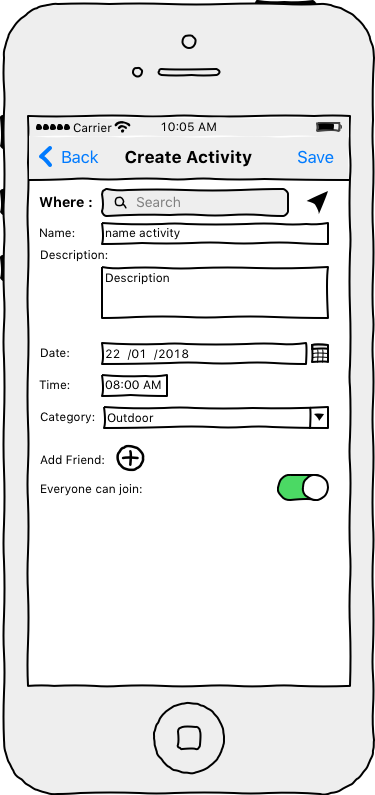 Carrier 10:05 AM
Back Create Activity Save
Where : Search
Name: name activity
Description:
Description
Date: 22 /01 /2018
Time: 08:00 AM
Category: Outdoor
Add Friend:
Everyone can join: